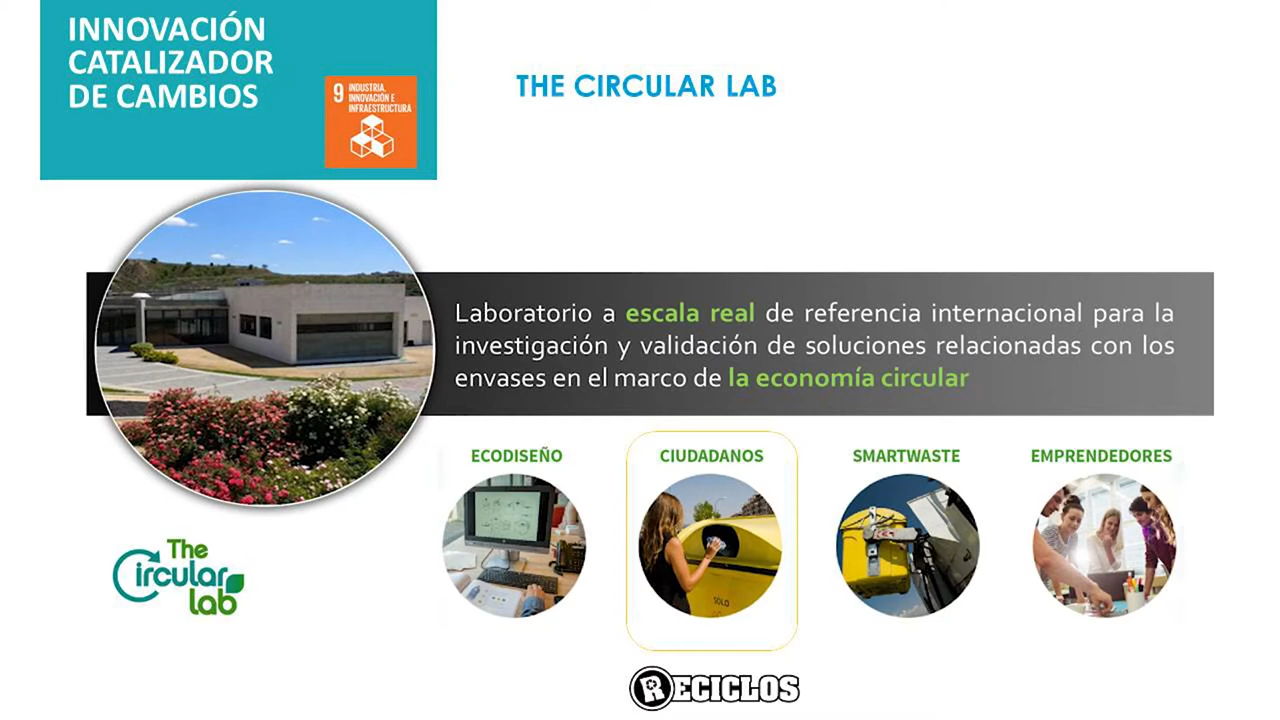 INNOVACIÓN
CATALIZADOR
DE CAMBIOS
9 INDUSTRIA,
INNOVACIÓN E
INFRAESTRUCTURA
THE CIRCULAR LAB
Laboratorio a escala real de referencia internacional para la
investigación y validación de soluciones relacionadas con los
envases en el marco de la economía circular
ECODISEÑO
CIUDADANOS
SMARTWASTE
EMPRENDEDORES
SOLO
The
Circular
lab
RECICLOS